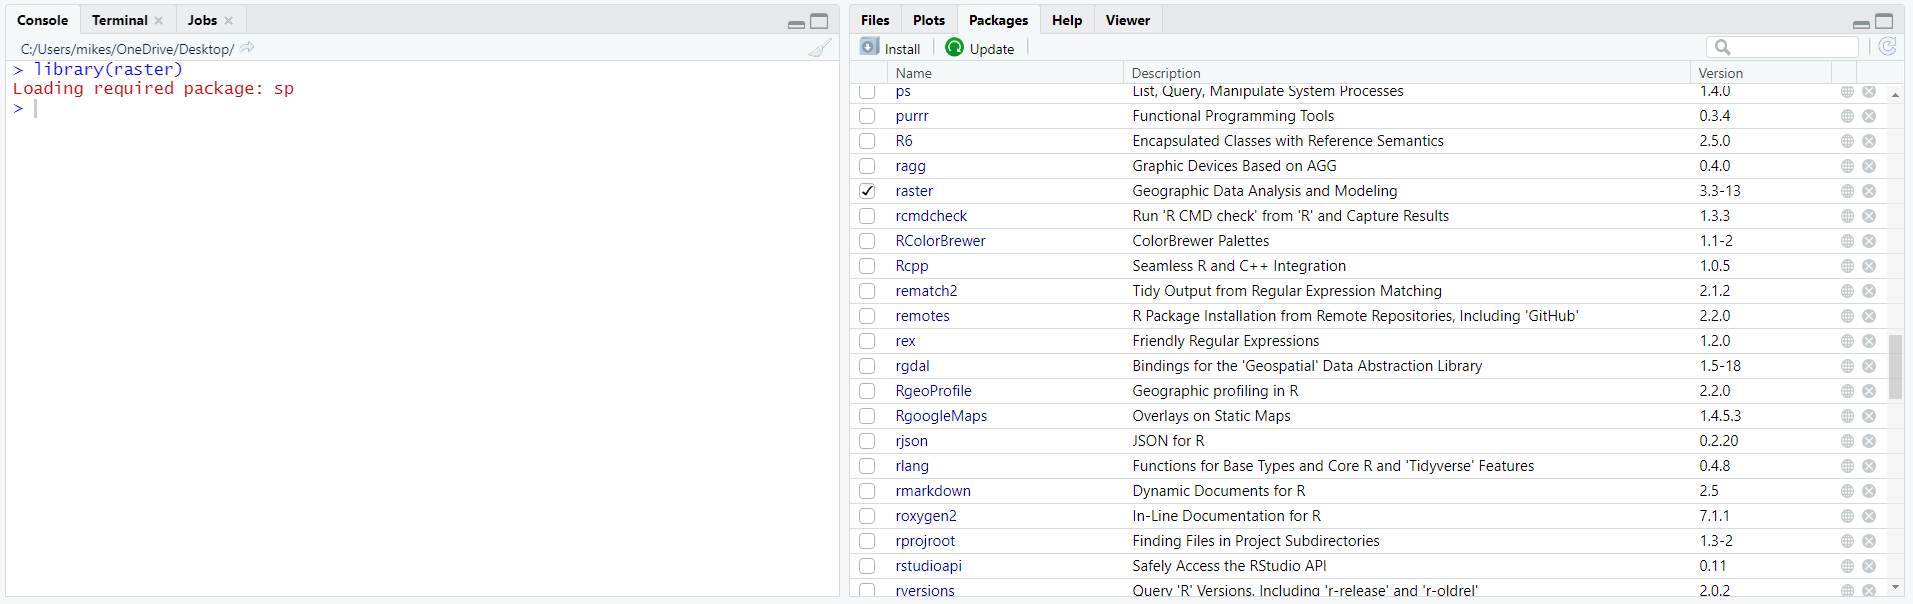 Console Terminal Jobs
C:/Users/mikes/OneDrive/Desktop/
> library(raster)
Loading required package: sp
>
Files Plots Packages Help Viewer
Install Update
Name Description Version
ps List, Query, Manipulate System Processes 1.4.0
purrr Functional Programming Tools 0.3.4
R6 Encapsulated Classes with Reference Semantics 2.5.0
ragg Graphic Devices Based on AGG 0.4.0
raster Geographic Data Analysis and Modeling 3.3-13
rcmdcheck Run 'R CMD check' from 'R' and Capture Results 1.3.3
RColorBrewer ColorBrewer Palettes 1.1-2
Rcpp Seamless R and C++ Integration 1.0.5
rematch2 Tidy Output from Regular Expression Matching 2.1.2
remotes R Package Installation from Remote Repositories, Including 'GitHub' 2.2.0
rex Friendly Regular Expressions 1.2.0
rgdal Bindings for the 'Geospatial' Data Abstraction Library 1.5-18
RgeoProfile Geographic profiling in R 2.2.0
RgoogleMaps Overlays on Static Maps 1.4.5.3
rjson JSON for R 0.2.20
rlang Functions for Base Types and Core R and 'Tidyverse' Features 0.4.8
rmarkdown Dynamic Documents for R 2.5
roxygen2 In-Line Documentation for R 7.1.1
rprojroot Finding Files in Project Subdirectories 1.3-2
rstudioapi Safely Access the RStudio API 0.11
rversions Query 'R' Versions, Including 'r-release' and 'r-oldrel' 2.0.2